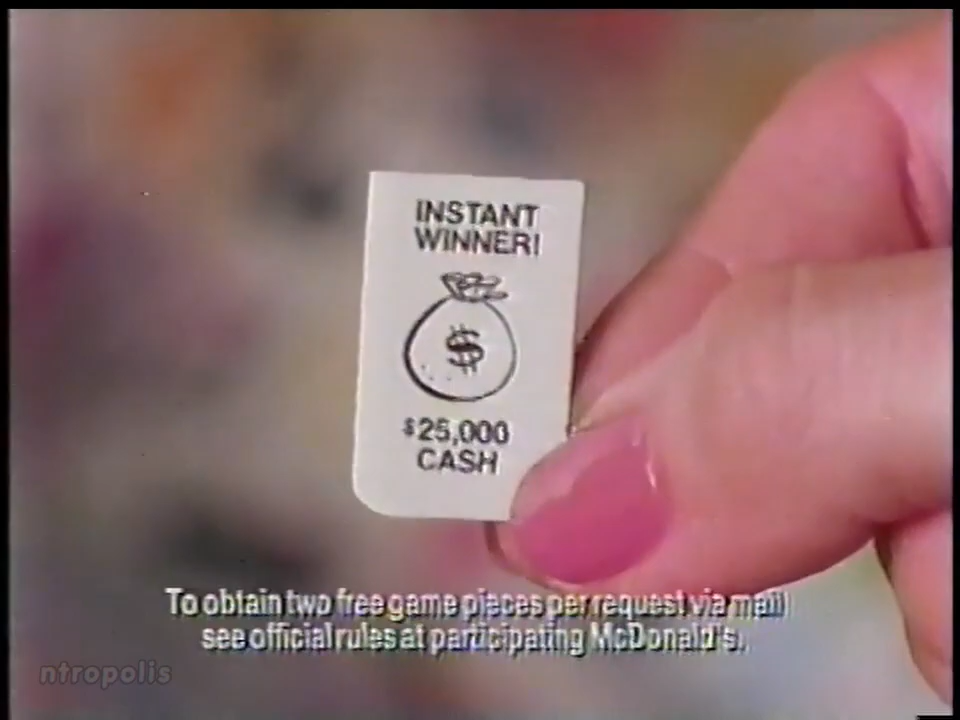 INSTANT
WINNER!
$
$25,000
CASH
To obtain two free game pieces per request via mail
see official rules at participating McDonald's.
ntropolis